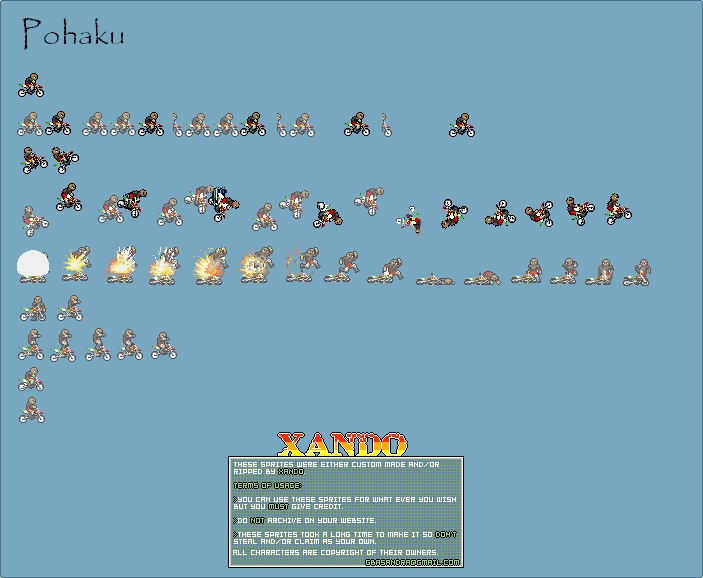 Pohaku
XANDO
THESE SPRITES WERE EITHER CUSTOM MADE AND/OR
RIPPED BY XANDO.
TERMS OF USAGE:
>YOU CAN USE THESE SPRITES FOR WHAT EVER YOU WISH
BUT YOU MUST GIVE CREDIT.
>DO NOT ARCHIVE ON YOUR WEBSITE.
>THESE SPRITES TOOK A LONG TIME TO MAKE IT SO DON'T
STEAL AND/OR CLAIM AS YOUR OWN.
ALL CHARACTERS ARE COPYRIGHT OF THEIR OWNERS.
GBASANDRA@GMAIL.COM